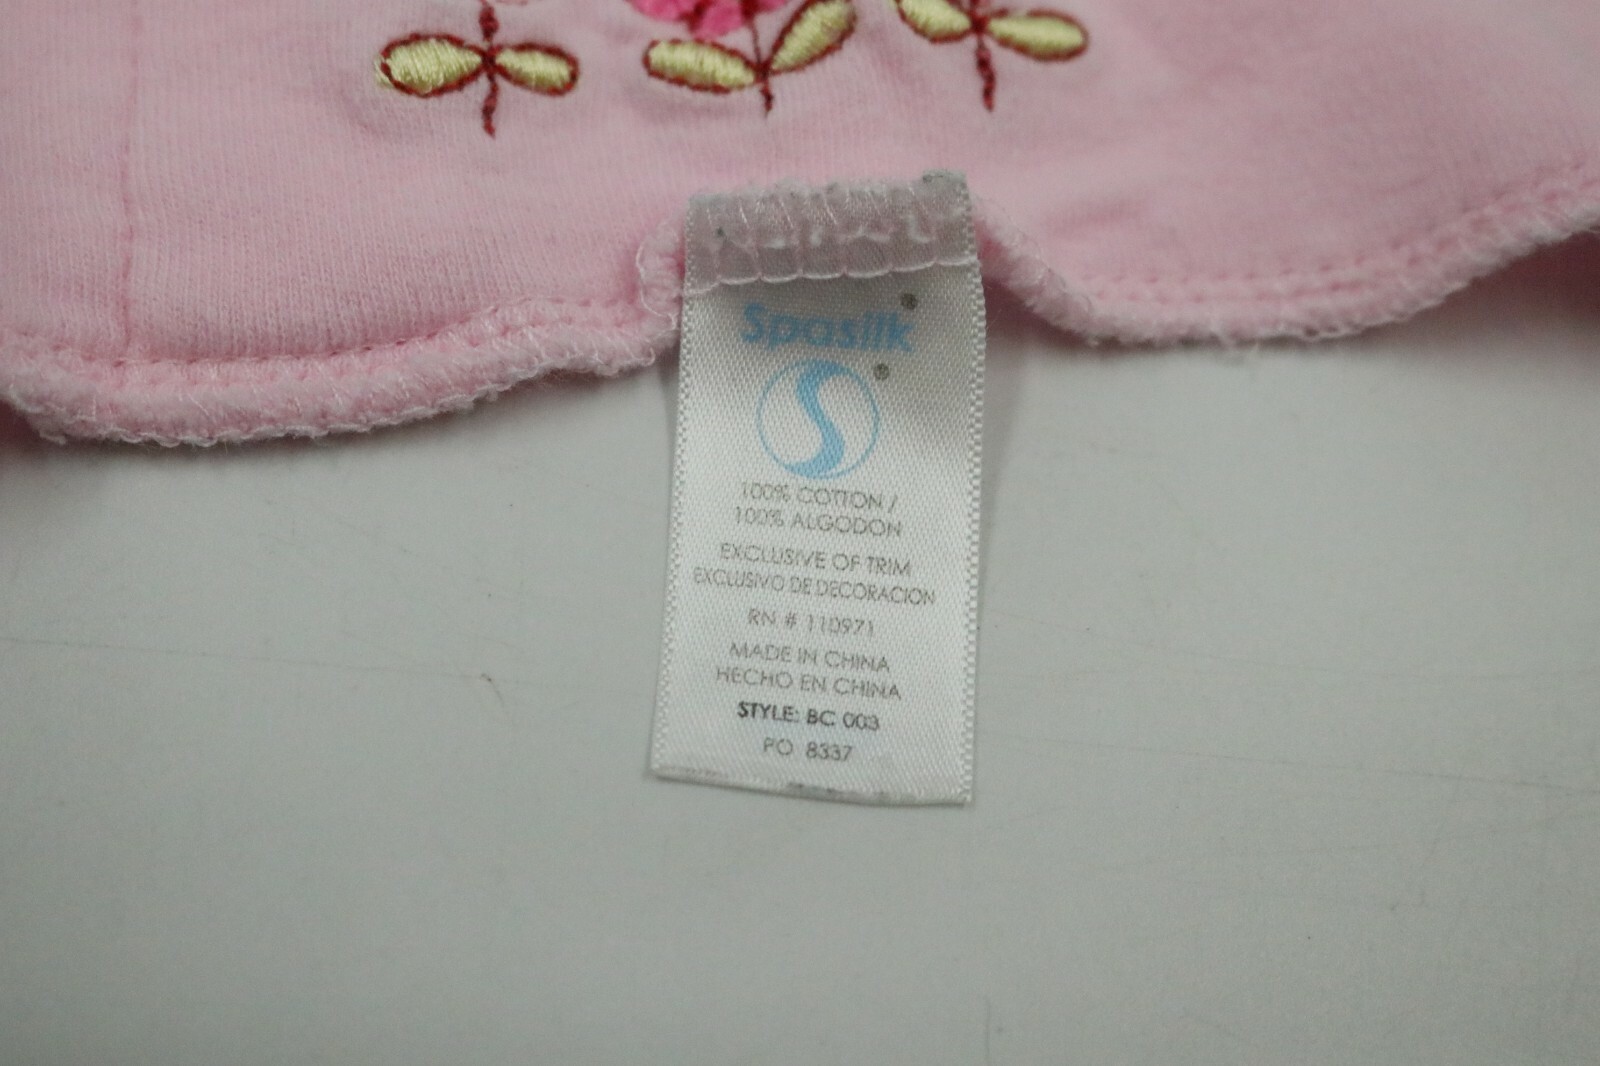 Spasilk®
S®
100% COTTON /
100% ALGODON
EXCLUSIVE OF TRIM
EXCLUSIVO DE DECORACION
RN # 110971
MADE IN CHINA
HECHO EN CHINA
STYLE: BC 003
PO 8337